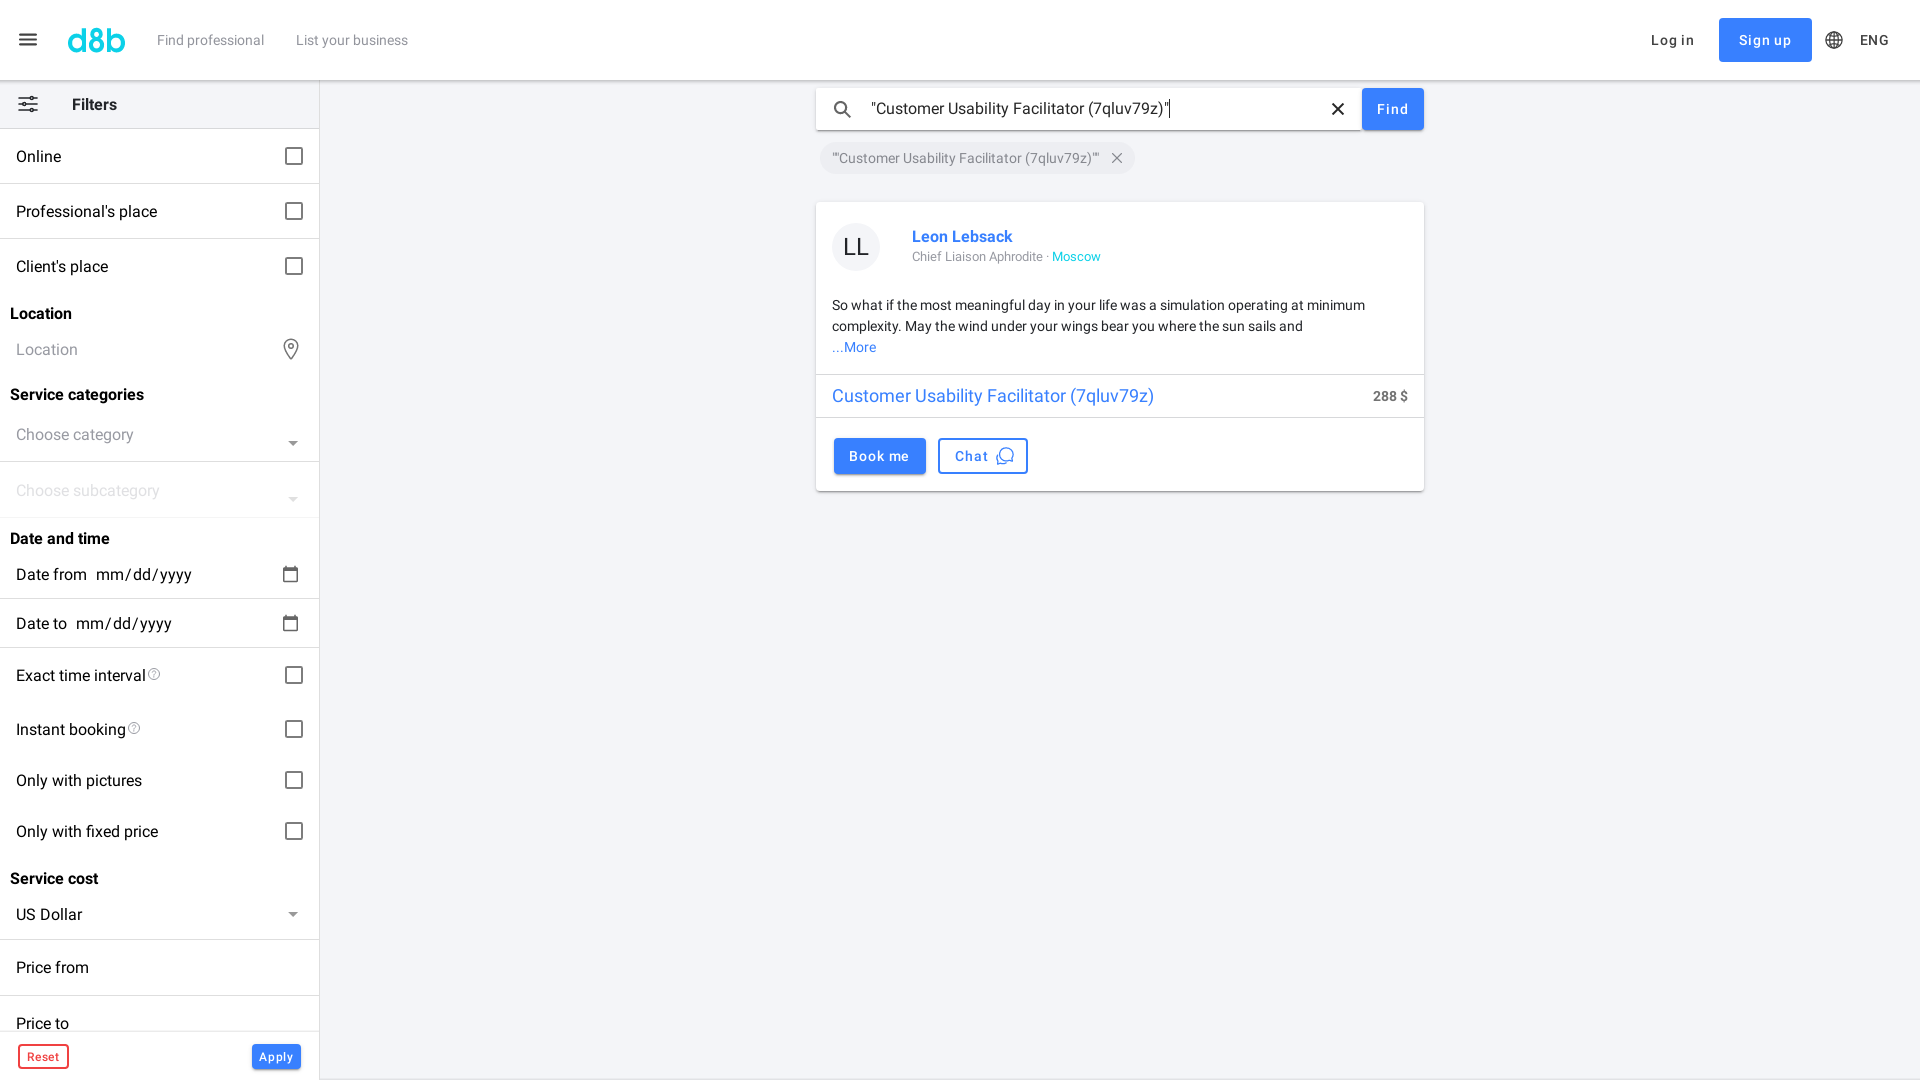 d8b
Find professional
List your business
Log in
Sign up
ENG
Filters
Online
Professional's place
Client's place
Location
Location
Service categories
Choose category
Choose subcategory
Date and time
Date from mm/dd/yyyy
Date to mm/dd/yyyy
Exact time interval
Instant booking
Only with pictures
Only with fixed price
Service cost
US Dollar
Price from
Price to
Reset
Apply
"Customer Usability Facilitator (7qluv79z)"
Find
""Customer Usability Facilitator (7qluv79z)""
LL
Leon Lebsack
Chief Liaison Aphrodite · Moscow
So what if the most meaningful day in your life was a simulation operating at minimum
complexity. May the wind under your wings bear you where the sun sails and
...More
Customer Usability Facilitator (7qluv79z)
288 $
Book me
Chat